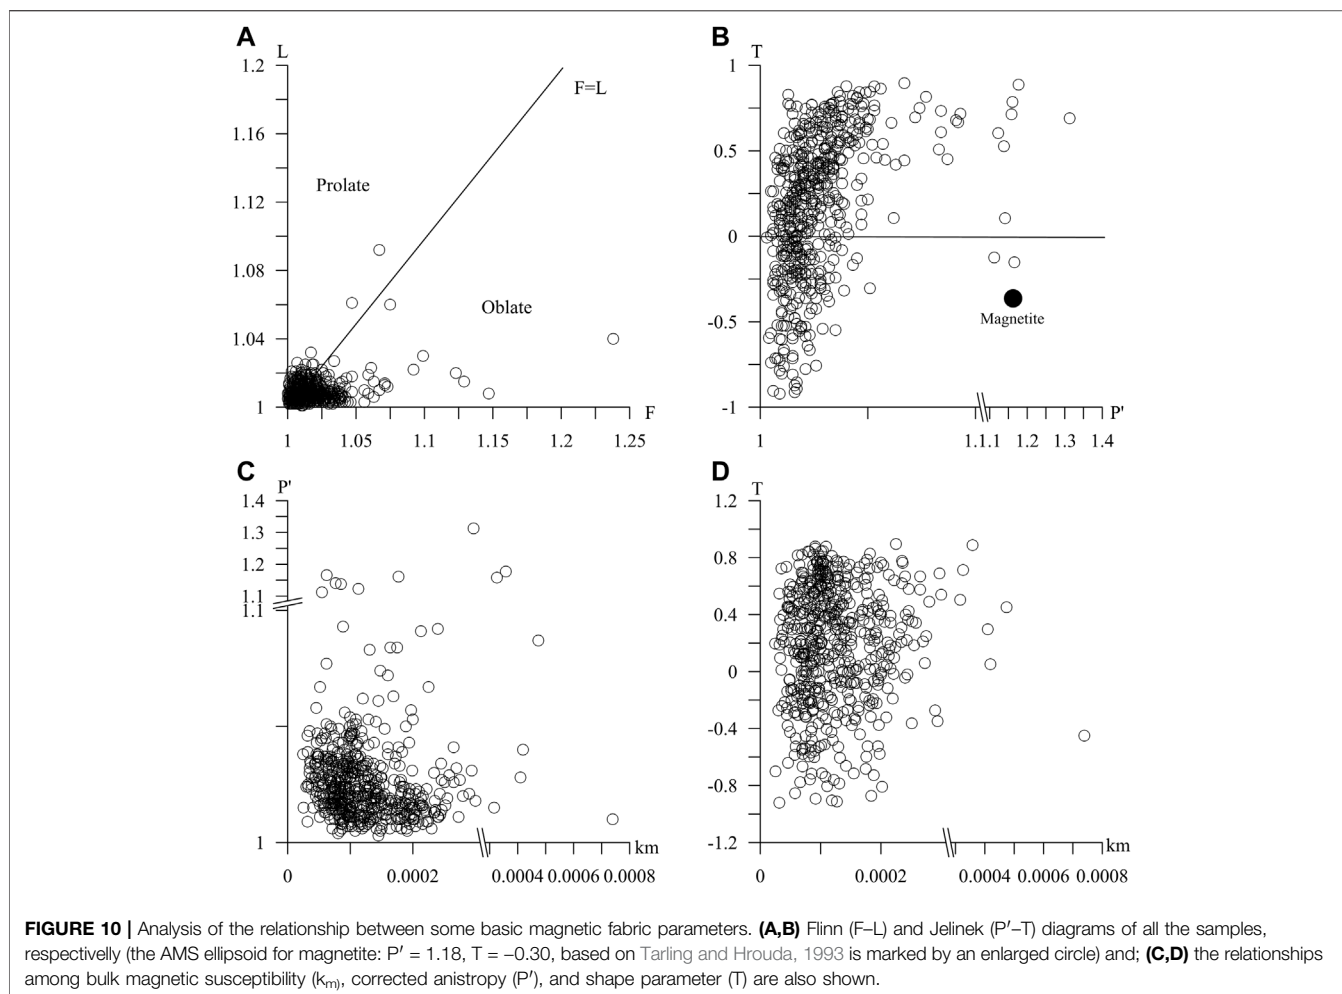 A
L
1.2
F=L
1.16
Prolate
1.12
1.08
Oblate
1.04
1
F
1
1.05
1.1
1.15
1.2
1.25
B
T
1
0.5
0
-0.5
Magnetite
-1
P'
1
1.1
1.1
1.2
1.3
1.4
C
P'
1.4
1.3
1.2
1.1
1.1
1
km
0
0.0002
0.0004
0.0006
0.0008
D
T
1.2
0.8
0.4
0
-0.4
-0.8
-1.2
km
0
0.0002
0.0004
0.0006
0.0008
FIGURE 10 | Analysis of the relationship between some basic magnetic fabric parameters. (A,B) Flinn (F–L) and Jelinek (P′–T) diagrams of all the samples,
respectivelly (the AMS ellipsoid for magnetite: P′ = 1.18, T = −0.30, based on Tarling and Hrouda, 1993 is marked by an enlarged circle) and; (C,D) the relationships
among bulk magnetic susceptibility (km), corrected anistropy (P′), and shape parameter (T) are also shown.